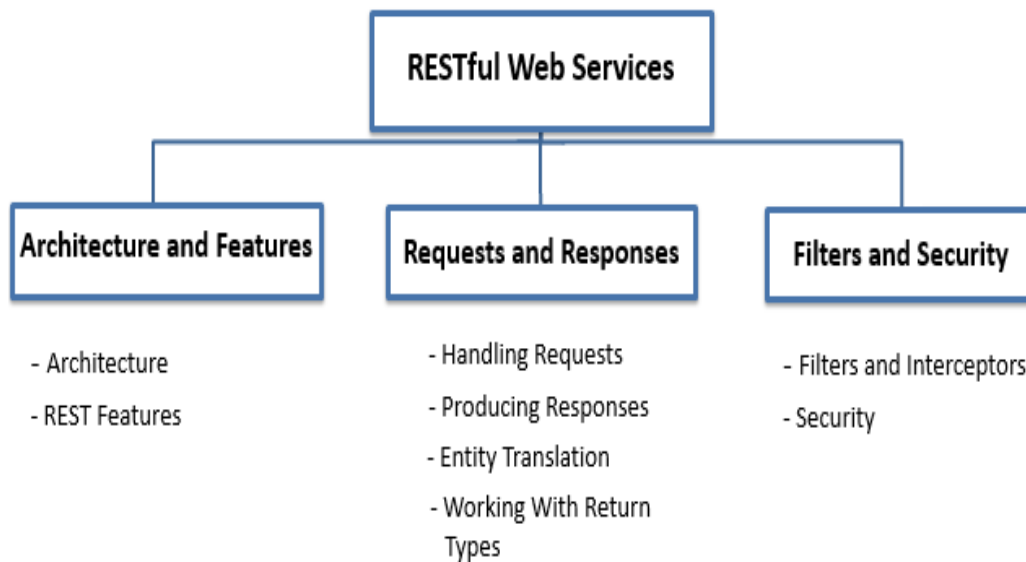 RESTful Web Services
Architecture and Features
- Architecture
- REST Features
Requests and Responses
- Handling Requests
- Producing Responses
- Entity Translation
- Working With Return
Types
Filters and Security
- Filters and Interceptors
- Security